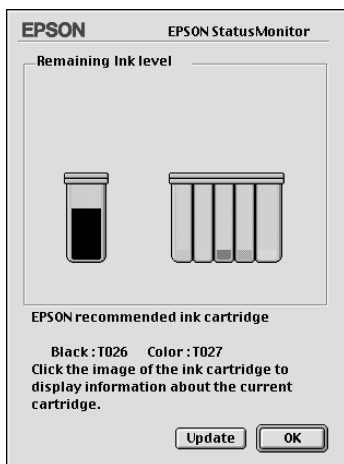 EPSON
EPSON StatusMonitor
Remaining Ink level
EPSON recommended ink cartridge
Black : T026 Color : T027
Click the image of the ink cartridge to
display information about the current
cartridge.
Update OK